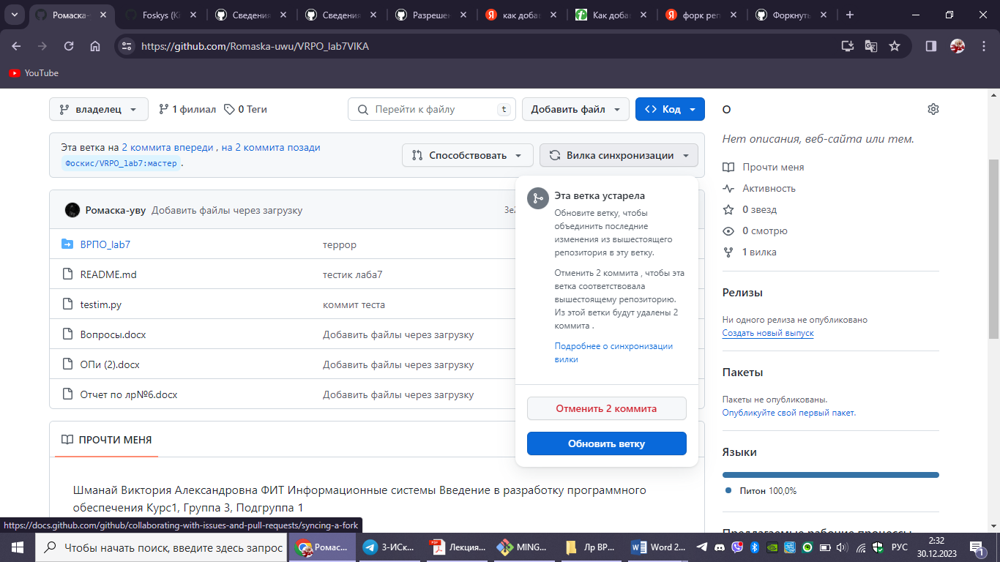 Ромаска-
Foskys (Ki
Сведения
Сведения
Разрешен
как добав
Как добав
форк реп
Форкнуть
https://github.com/Romaska-uwu/VRPO_lab7VIKA
YouTube
владелец
1 филиал
0 Теги
Перейти к файлу
t
Добавить файл
Код
О
Нет описания, веб-сайта или тем.
Эта ветка на 2 коммита впереди , на 2 коммита позади
Фоскис/VRPO_lab7:мастер .
Способствовать
Вилка синхронизации
Прочти меня
Активность
0 звезд
0 смотрю
1 вилка
Эта ветка устарела
Обновите ветку, чтобы
объединить последние
изменения из вышестоящего
репозитория в эту ветку.
Отменить 2 коммита , чтобы эта
ветка соответствовала
вышестоящему репозиторию.
Из этой ветки будут удалены 2
коммита .
Подробнее о синхронизации
вилки
Отменить 2 коммита
Обновить ветку
Ромаска-уву Добавить файлы через загрузку
ВРПО_lab7 террор
README.md тестик лаба7
testim.py коммит теста
Вопросы.docx Добавить файлы через загрузку
ОПи (2).docx Добавить файлы через загрузку
Отчет по лр№6.docx Добавить файлы через загрузку
Релизы
Ни одного релиза не опубликовано
Создать новый выпуск
Пакеты
Пакеты не опубликованы.
Опубликуйте свой первый пакет.
Языки
Питон 100,0%
Предлагаемые рабочие процессы
ПРОЧТИ МЕНЯ
Шманай Виктория Александровна ФИТ Информационные системы Введение в разработку программного
обеспечения Курс1, Группа 3, Подгруппа 1
https://docs.github.com/github/collaborating-with-issues-and-pull-requests/syncing-a-fork
Чтобы начать поиск, введите здесь запрос
Ромас...
3-ИСк...
Лекция...
MING...
Лр ВР...
Word 2...
РУС
2:32
30.12.2023
1